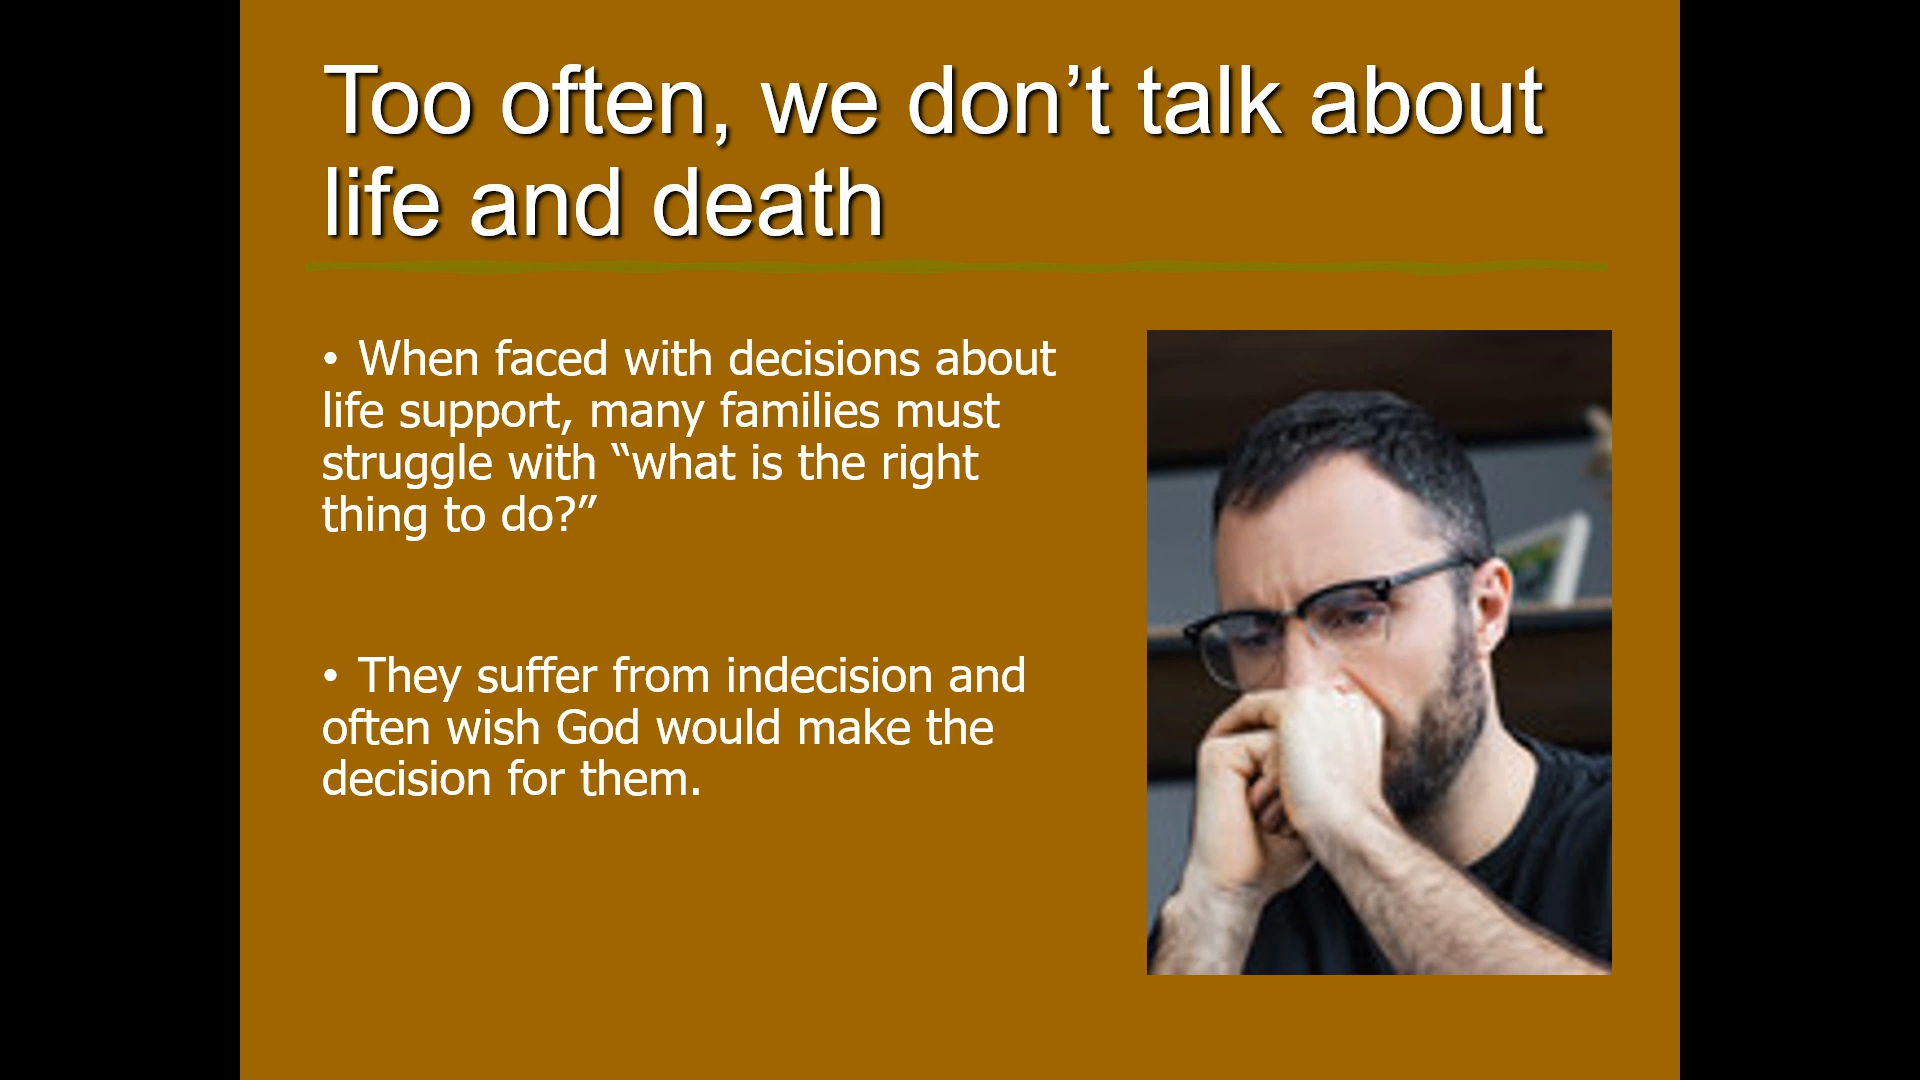 Too often, we don’t talk about
life and death
• When faced with decisions about
life support, many families must
struggle with “what is the right
thing to do?”
• They suffer from indecision and
often wish God would make the
decision for them.